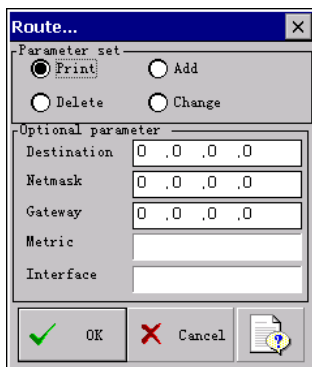 Route...
Parameter set
Print Add
Delete Change
Optional parameter
Destination 0 .0 .0 .0
Netmask 0 .0 .0 .0
Gateway 0 .0 .0 .0
Metric
Interface
OK Cancel